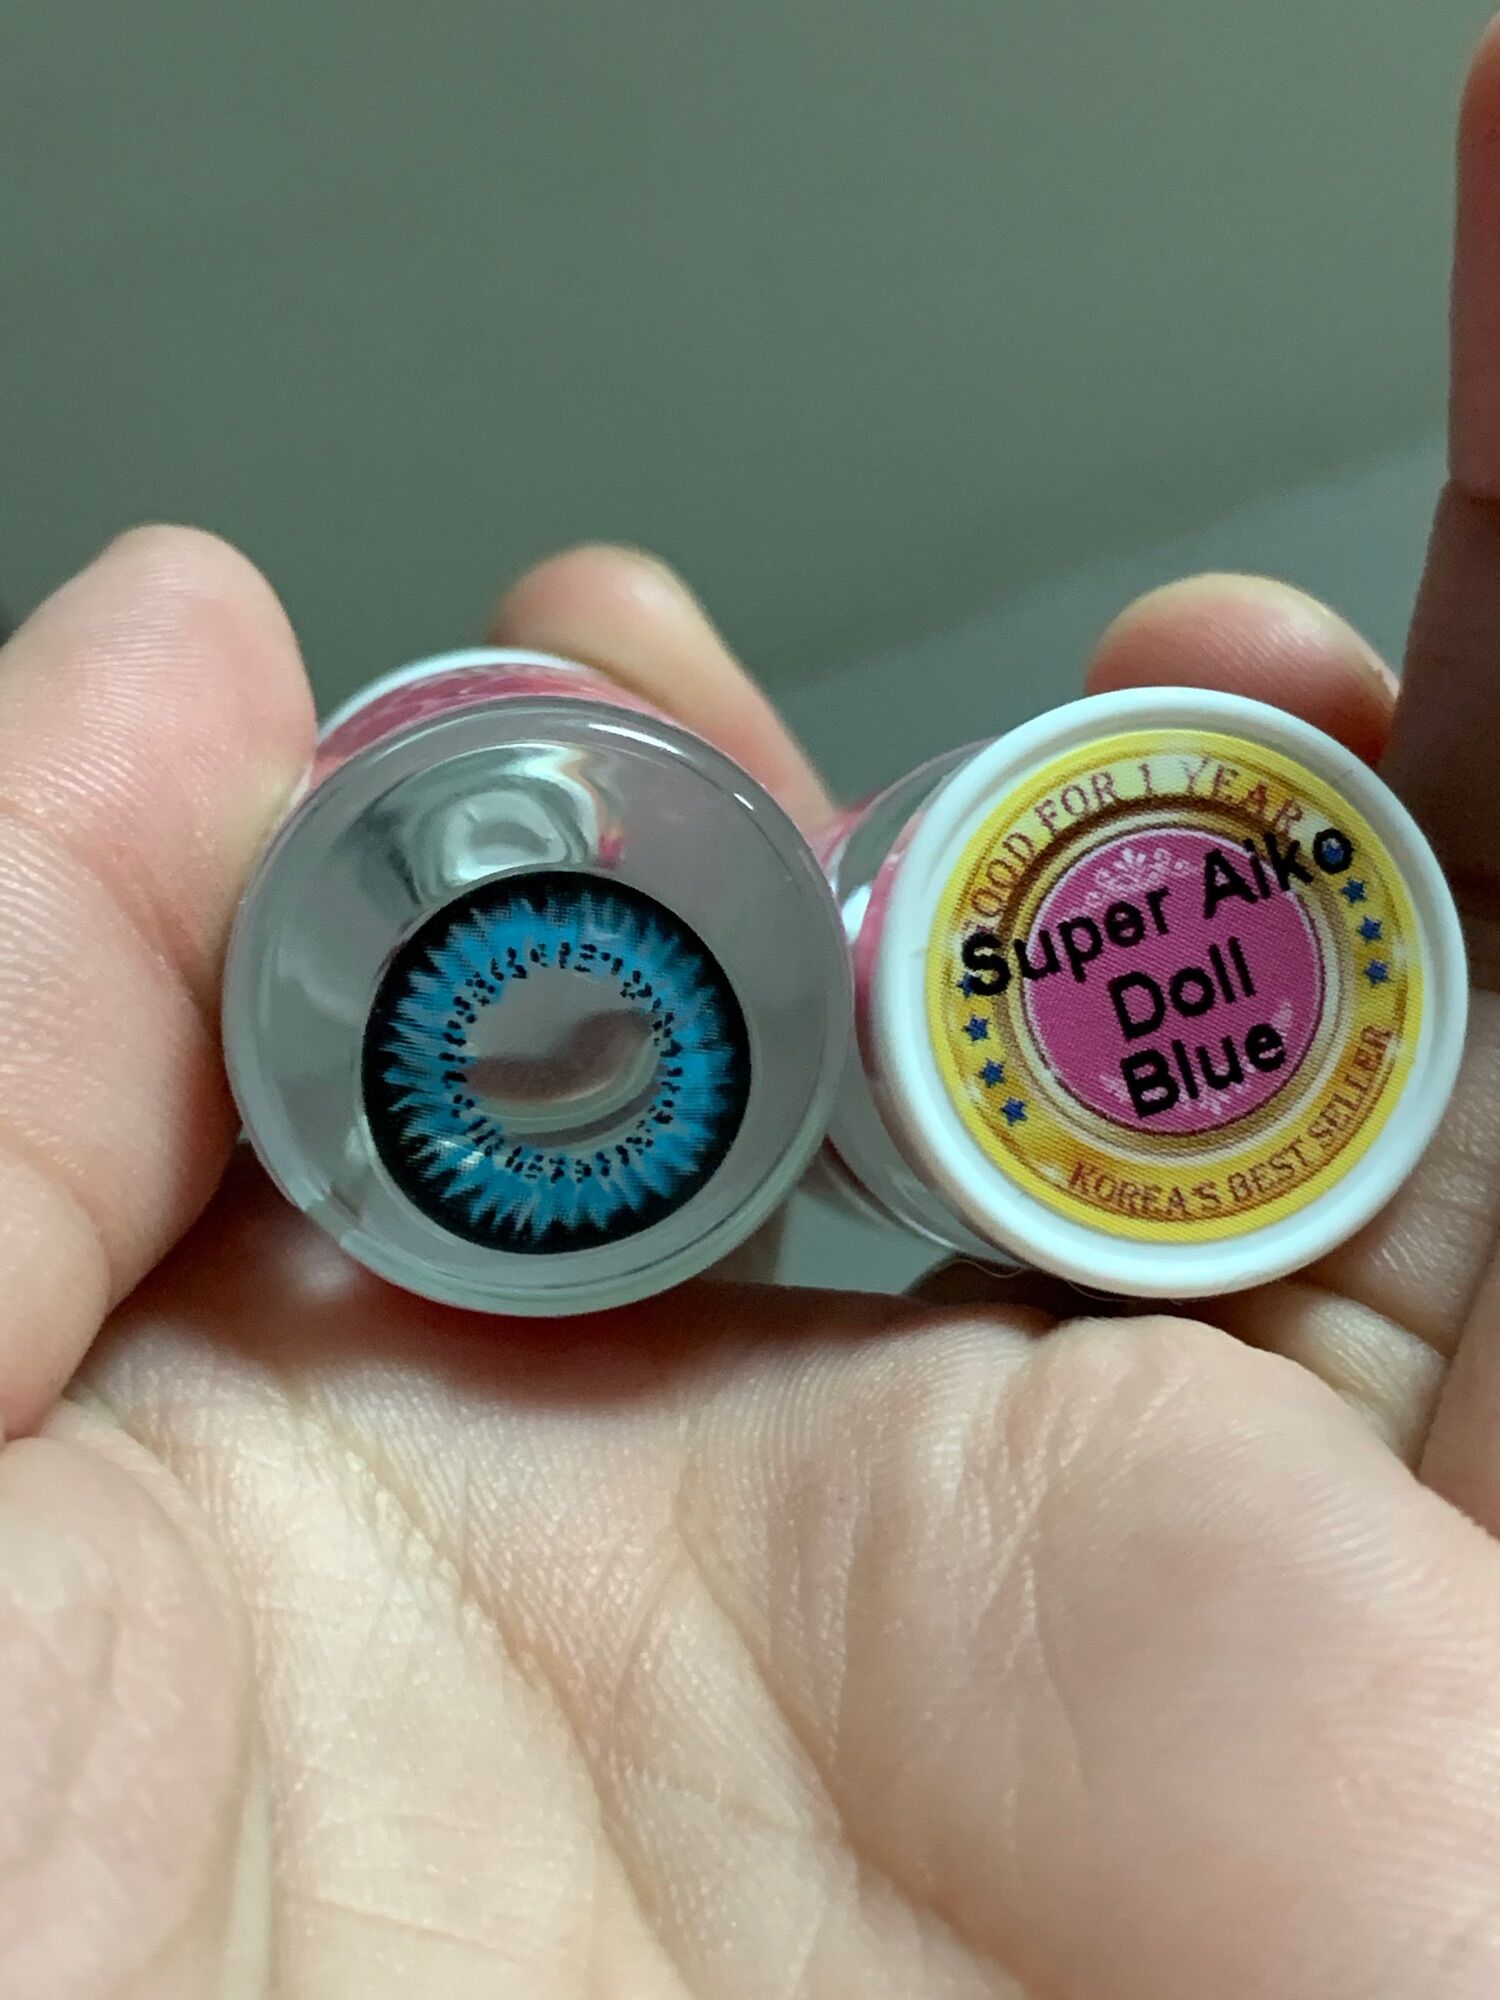 GOOD FOR 1 YEAR
Super Aiko
Doll
Blue
KOREA'S BEST SELLER